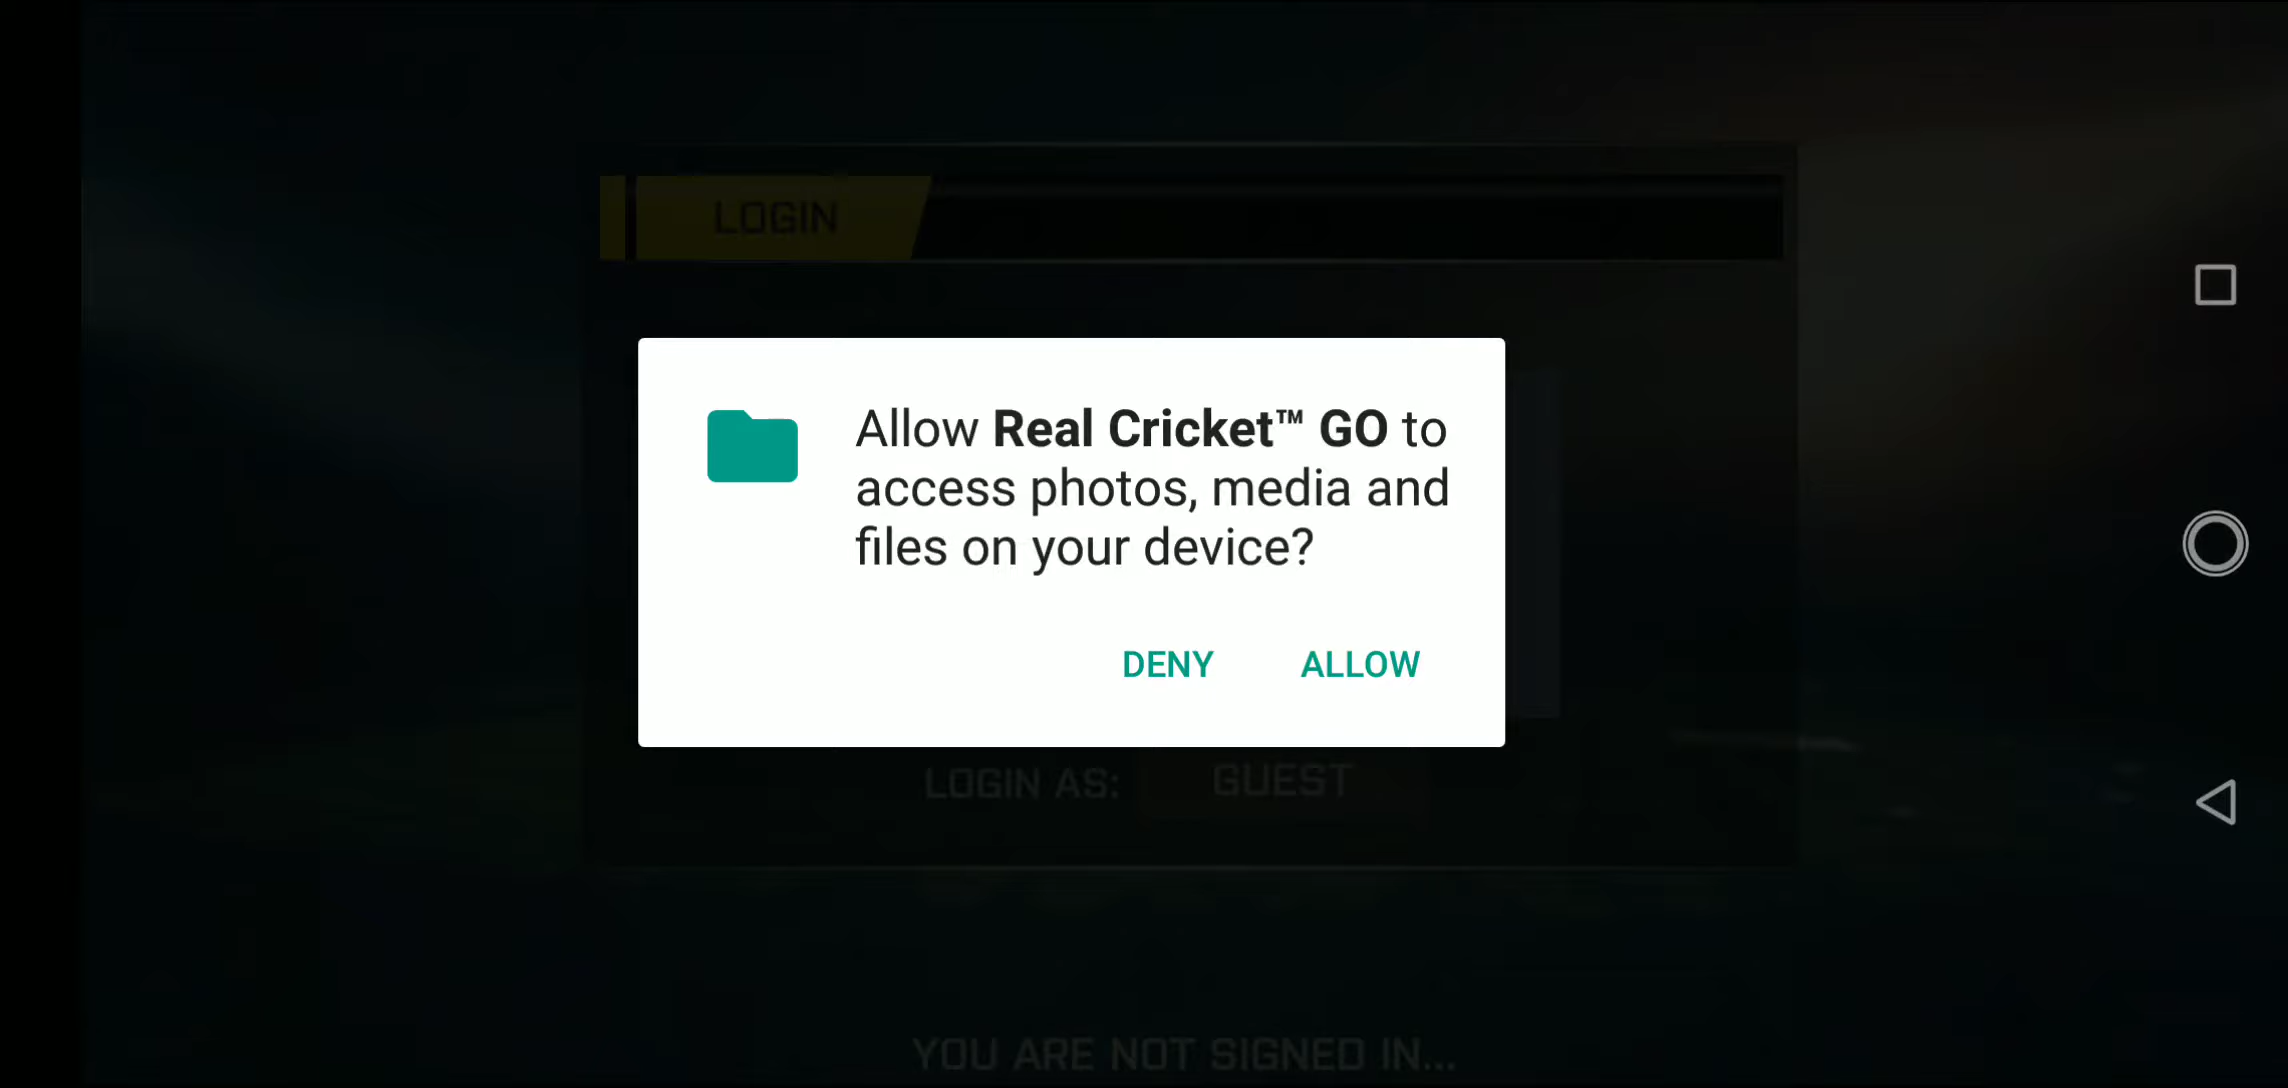 LOGIN
Allow Real Cricket™ GO to
access photos, media and
files on your device?
DENY ALLOW
LOGIN AS: GUEST
YOU ARE NOT SIGNED IN...